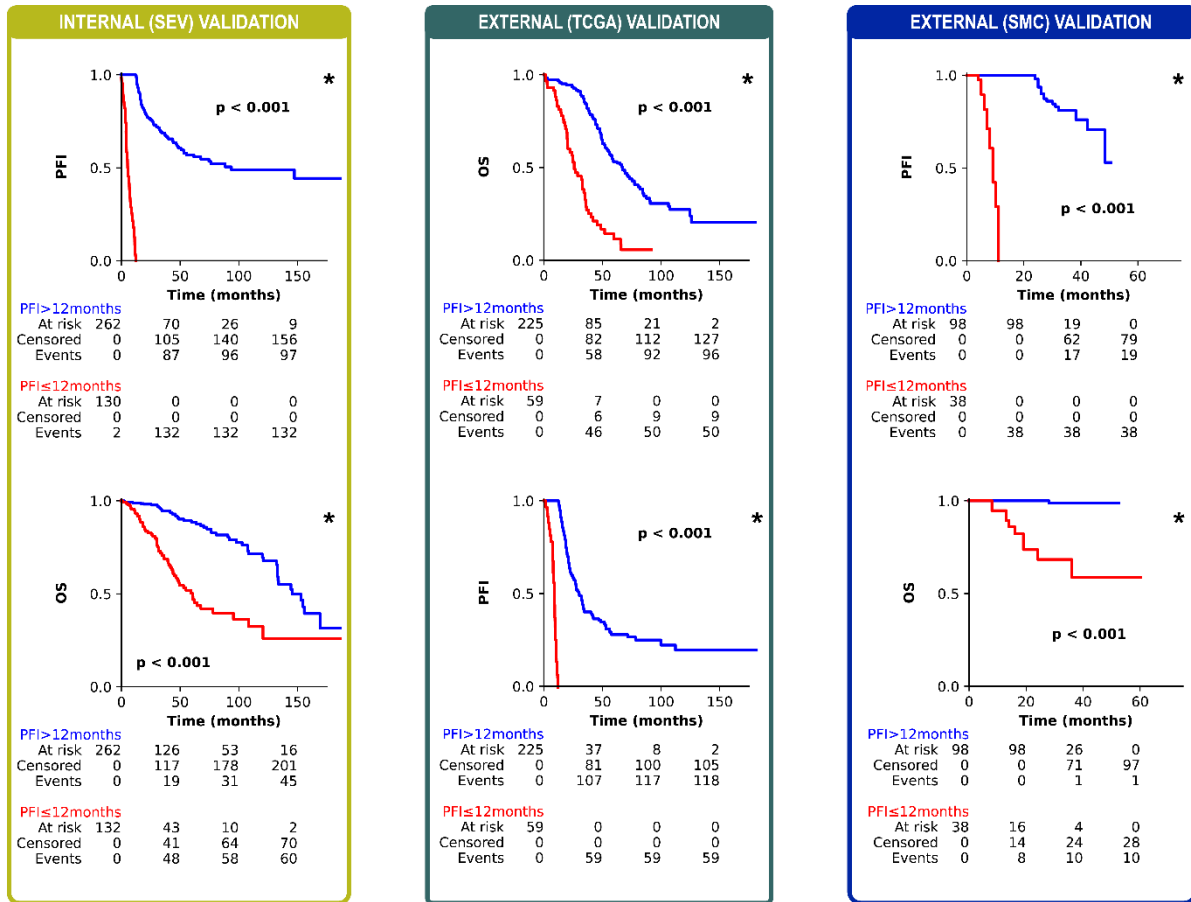 INTERNAL (SEV) VALIDATION
1.0
0.5
0.0
PFI
*
p < 0.001
0 50 100 150
Time (months)
PFI>12months
At risk 262 70 26 9
Censored 0 105 140 156
Events 0 87 96 97
PFI≤12months
At risk 130 0 0 0
Censored 0 0 0 0
Events 2 132 132 132
1.0
0.5
0.0
OS
*
p < 0.001
0 50 100 150
Time (months)
PFI>12months
At risk 262 126 53 16
Censored 0 117 178 201
Events 0 19 31 45
PFI≤12months
At risk 132 43 10 2
Censored 0 41 64 70
Events 0 48 58 60
EXTERNAL (TCGA) VALIDATION
1.0
0.5
0.0
OS
*
p < 0.001
0 50 100 150
Time (months)
PFI>12months
At risk 225 85 21 2
Censored 0 82 112 127
Events 0 58 92 96
PFI≤12months
At risk 59 7 0 0
Censored 0 6 9 9
Events 0 46 50 50
1.0
0.5
0.0
PFI
*
p < 0.001
0 50 100 150
Time (months)
PFI>12months
At risk 225 37 8 2
Censored 0 81 100 105
Events 0 107 117 118
PFI≤12months
At risk 59 0 0 0
Censored 0 0 0 0
Events 0 59 59 59
EXTERNAL (SMC) VALIDATION
1.0
0.5
0.0
PFI
*
p < 0.001
0 20 40 60
Time (months)
PFI>12months
At risk 98 98 19 0
Censored 0 0 62 79
Events 0 0 17 19
PFI≤12months
At risk 38 0 0 0
Censored 0 0 0 0
Events 0 38 38 38
1.0
0.5
0.0
OS
*
p < 0.001
0 20 40 60
Time (months)
PFI>12months
At risk 98 98 26 0
Censored 0 0 71 97
Events 0 0 1 1
PFI≤12months
At risk 38 16 4 0
Censored 0 14 24 28
Events 0 8 10 10